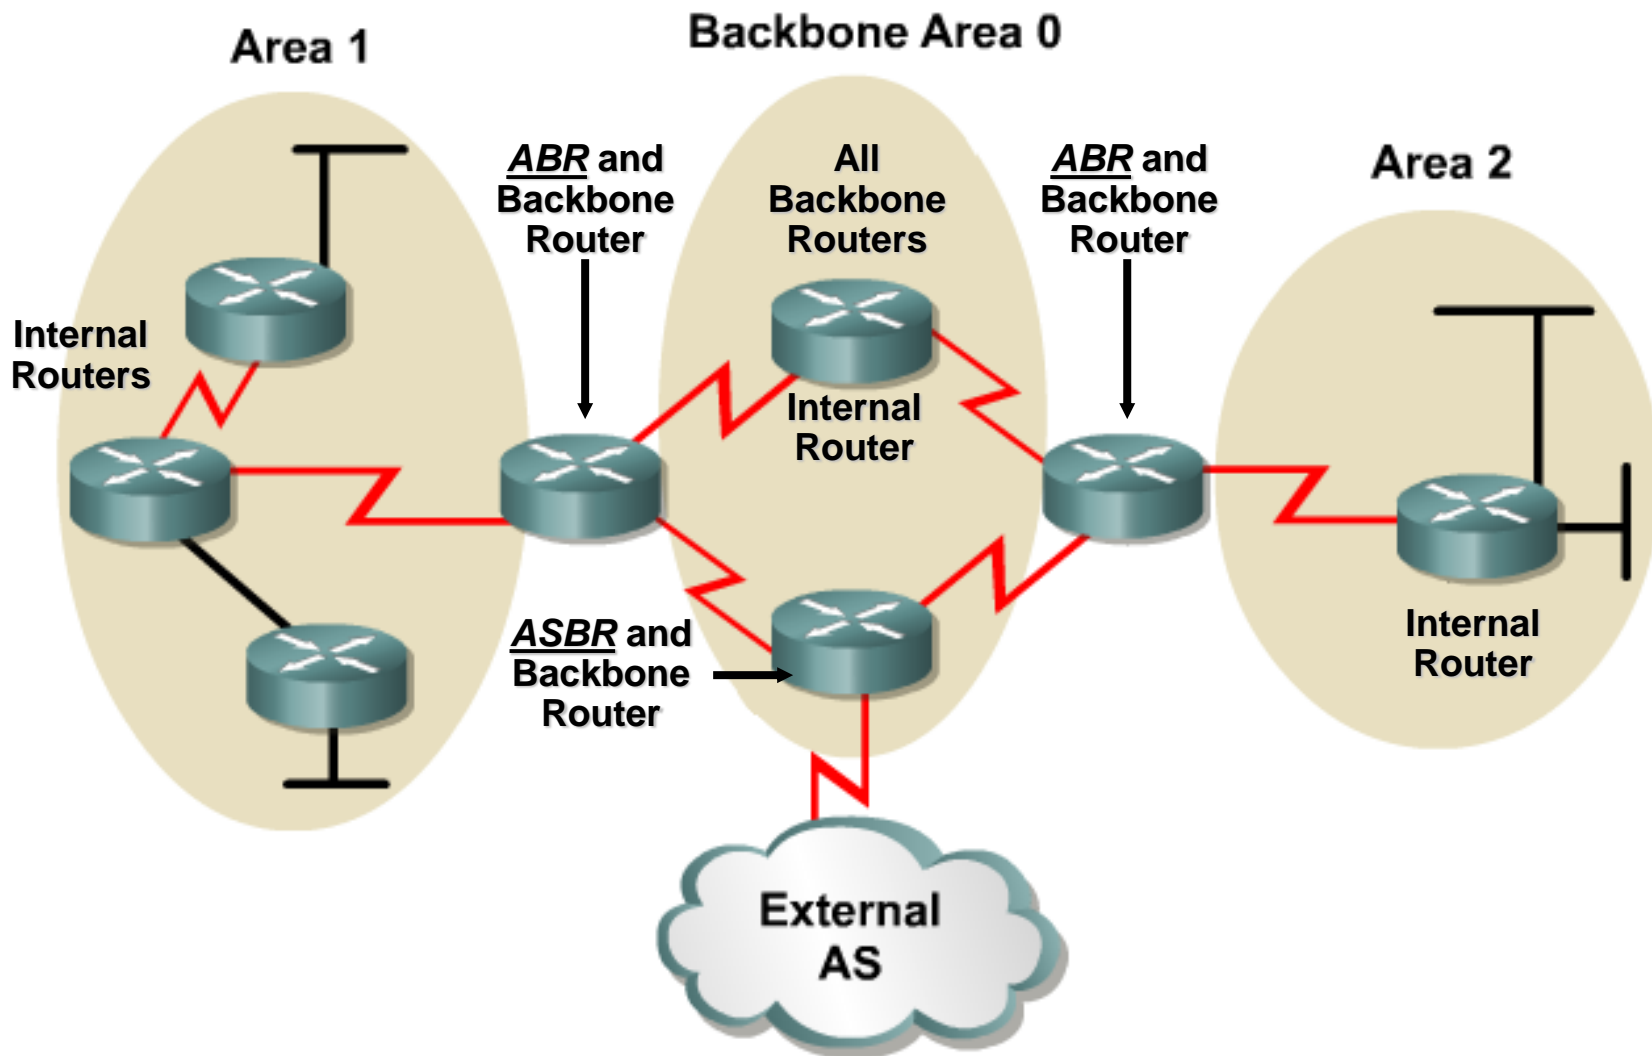 Area 1
Backbone Area 0
Area 2
ABR and
Backbone
Router
All
Backbone
Routers
ABR and
Backbone
Router
Internal
Routers
Internal
Router
ASBR and
Backbone
Router
Internal
Router
External
AS